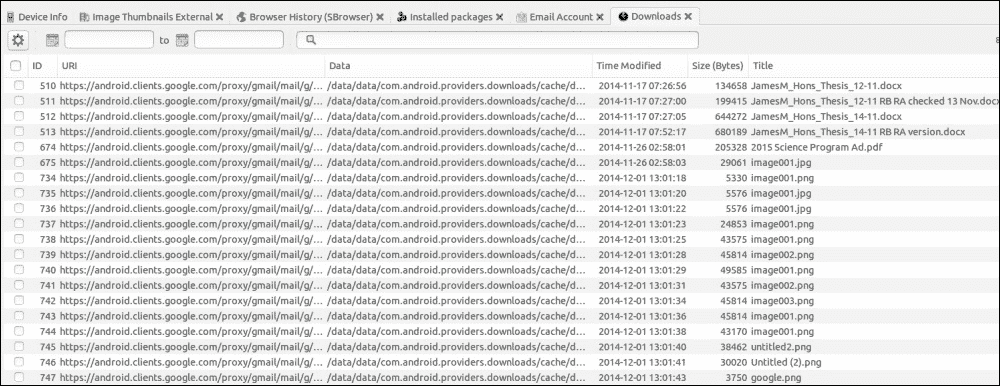 Device Info Image Thumbnails External Browser History (SBrowser) Installed packages Email Account Downloads
to
ID URI Data Time Modified Size (Bytes) Title
510 https://android.clients.google.com/proxy/gmail/mail/g/... /data/data/com.android.providers.downloads/cache/d... 2014-11-17 07:26:56 134658 JamesM_Hons_Thesis_12-11.docx
511 https://android.clients.google.com/proxy/gmail/mail/g/... /data/data/com.android.providers.downloads/cache/d... 2014-11-17 07:27:00 199415 JamesM_Hons_Thesis_12-11 RB RA checked 13 Nov.docx
512 https://android.clients.google.com/proxy/gmail/mail/g/... /data/data/com.android.providers.downloads/cache/d... 2014-11-17 07:27:05 644272 JamesM_Hons_Thesis_14-11.docx
513 https://android.clients.google.com/proxy/gmail/mail/g/... /data/data/com.android.providers.downloads/cache/d... 2014-11-17 07:52:17 680189 JamesM_Hons_Thesis_14-11 RB RA version.docx
674 https://android.clients.google.com/proxy/gmail/mail/g/... /data/data/com.android.providers.downloads/cache/d... 2014-11-26 02:58:01 205328 2015 Science Program Ad.pdf
675 https://android.clients.google.com/proxy/gmail/mail/g/... /data/data/com.android.providers.downloads/cache/d... 2014-11-26 02:58:03 29061 image001.jpg
734 https://android.clients.google.com/proxy/gmail/mail/g/... /data/data/com.android.providers.downloads/cache/d... 2014-12-01 13:01:18 5330 image001.png
735 https://android.clients.google.com/proxy/gmail/mail/g/... /data/data/com.android.providers.downloads/cache/d... 2014-12-01 13:01:20 5576 image001.jpg
736 https://android.clients.google.com/proxy/gmail/mail/g/... /data/data/com.android.providers.downloads/cache/d... 2014-12-01 13:01:22 5576 image001.jpg
737 https://android.clients.google.com/proxy/gmail/mail/g/... /data/data/com.android.providers.downloads/cache/d... 2014-12-01 13:01:23 24853 image001.png
738 https://android.clients.google.com/proxy/gmail/mail/g/... /data/data/com.android.providers.downloads/cache/d... 2014-12-01 13:01:25 43575 image001.png
739 https://android.clients.google.com/proxy/gmail/mail/g/... /data/data/com.android.providers.downloads/cache/d... 2014-12-01 13:01:28 45814 image002.png
740 https://android.clients.google.com/proxy/gmail/mail/g/... /data/data/com.android.providers.downloads/cache/d... 2014-12-01 13:01:29 49585 image001.png
741 https://android.clients.google.com/proxy/gmail/mail/g/... /data/data/com.android.providers.downloads/cache/d... 2014-12-01 13:01:31 43575 image002.png
742 https://android.clients.google.com/proxy/gmail/mail/g/... /data/data/com.android.providers.downloads/cache/d... 2014-12-01 13:01:34 45814 image003.png
743 https://android.clients.google.com/proxy/gmail/mail/g/... /data/data/com.android.providers.downloads/cache/d... 2014-12-01 13:01:36 45814 image001.png
744 https://android.clients.google.com/proxy/gmail/mail/g/... /data/data/com.android.providers.downloads/cache/d... 2014-12-01 13:01:38 43170 image001.png
745 https://android.clients.google.com/proxy/gmail/mail/g/... /data/data/com.android.providers.downloads/cache/d... 2014-12-01 13:01:40 38462 untitled2.png
746 https://android.clients.google.com/proxy/gmail/mail/g/... /data/data/com.android.providers.downloads/cache/d... 2014-12-01 13:01:41 30020 Untitled (2).png
747 https://android.clients.google.com/proxy/gmail/mail/g/... /data/data/com.android.providers.downloads/cache/d... 2014-12-01 13:01:43 3750 google.png